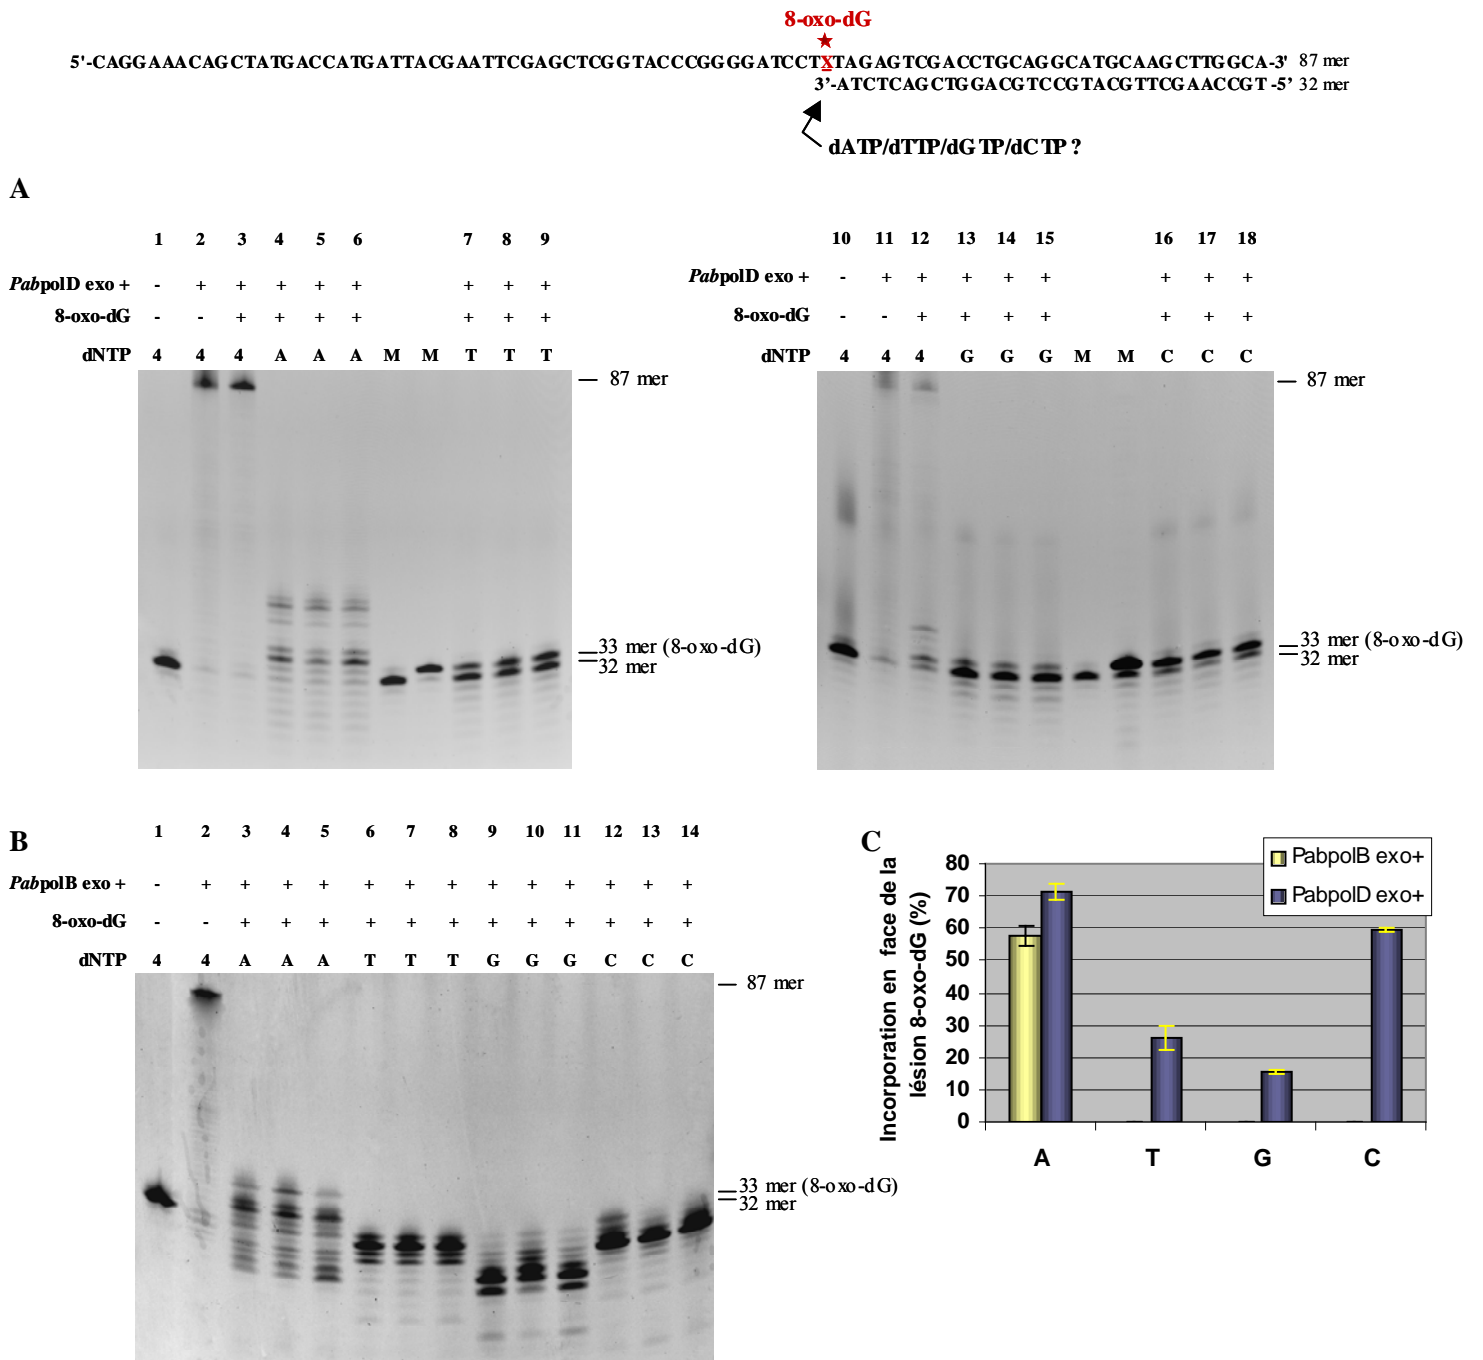 8-oxo-dG
5'-CAGGAAACAGCTATGACCATGATTACGAATTCGAGCTCGGTACCCGGGGATCCTXTAGAGTCGACCTGCAGGCATGCAAGCTTGGCA-3' 87 mer
3'-ATCTCAGCTGGACGTCCGTACGTTCGAACCGT-5' 32 mer
dATP/dTTP/dGTP/dCTP ?
A
1 2 3 4 5 6 7 8 9
PabpolD exo + - + + + + + + + +
8-oxo-dG - - + + + + + + +
dNTP 4 4 4 A A A M M T T T
87 mer
33 mer (8-oxo-dG)
32 mer
10 11 12 13 14 15 16 17 18
PabpolD exo + - + + + + + + + +
8-oxo-dG - - + + + + + + +
dNTP 4 4 4 G G G M M C C C
87 mer
33 mer (8-oxo-dG)
32 mer
B
1 2 3 4 5 6 7 8 9 10 11 12 13 14
PabpolB exo + - + + + + + + + + + + + + +
8-oxo-dG - - + + + + + + + + + + + +
dNTP 4 4 A A A T T T G G G C C C
87 mer
33 mer (8-oxo-dG)
32 mer
C
Incorporation en face de la
lésion 8-oxo-dG (%)
80
70
60
50
40
30
20
10
0
A T G C
PabpolB exo+
PabpolD exo+